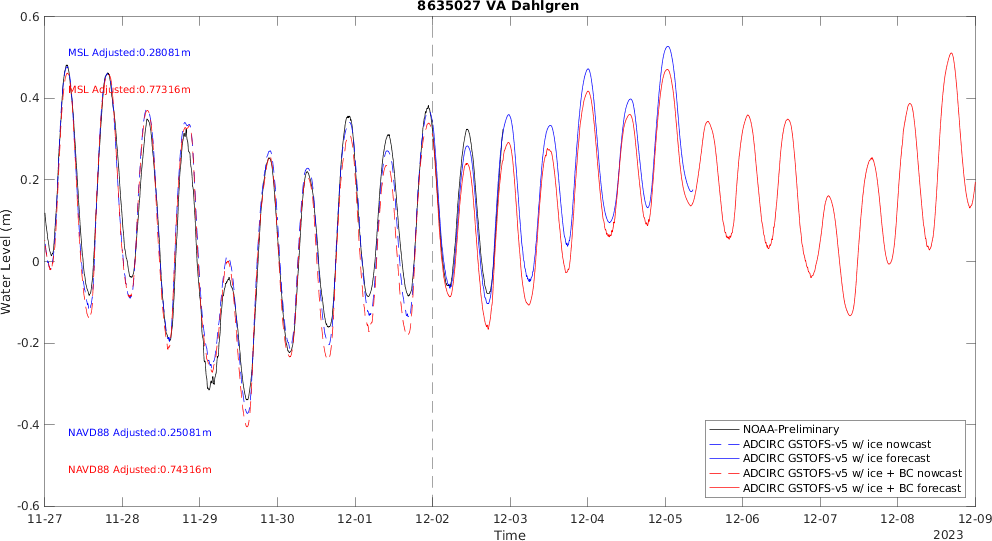 8635027 VA Dahlgren
0.6
MSL Adjusted:0.28081m
0.4
MSL Adjusted:0.77316m
0.2
Water Level (m)
0
-0.2
-0.4
NAVD88 Adjusted:0.25081m
NAVD88 Adjusted:0.74316m
-0.6
NOAA-Preliminary
ADCIRC GSTOFS-v5 w/ ice nowcast
ADCIRC GSTOFS-v5 w/ ice forecast
ADCIRC GSTOFS-v5 w/ ice + BC nowcast
ADCIRC GSTOFS-v5 w/ ice + BC forecast
11-27 11-28 11-29 11-30 12-01 12-02 12-03 12-04 12-05 12-06 12-07 12-08 12-09
Time
2023